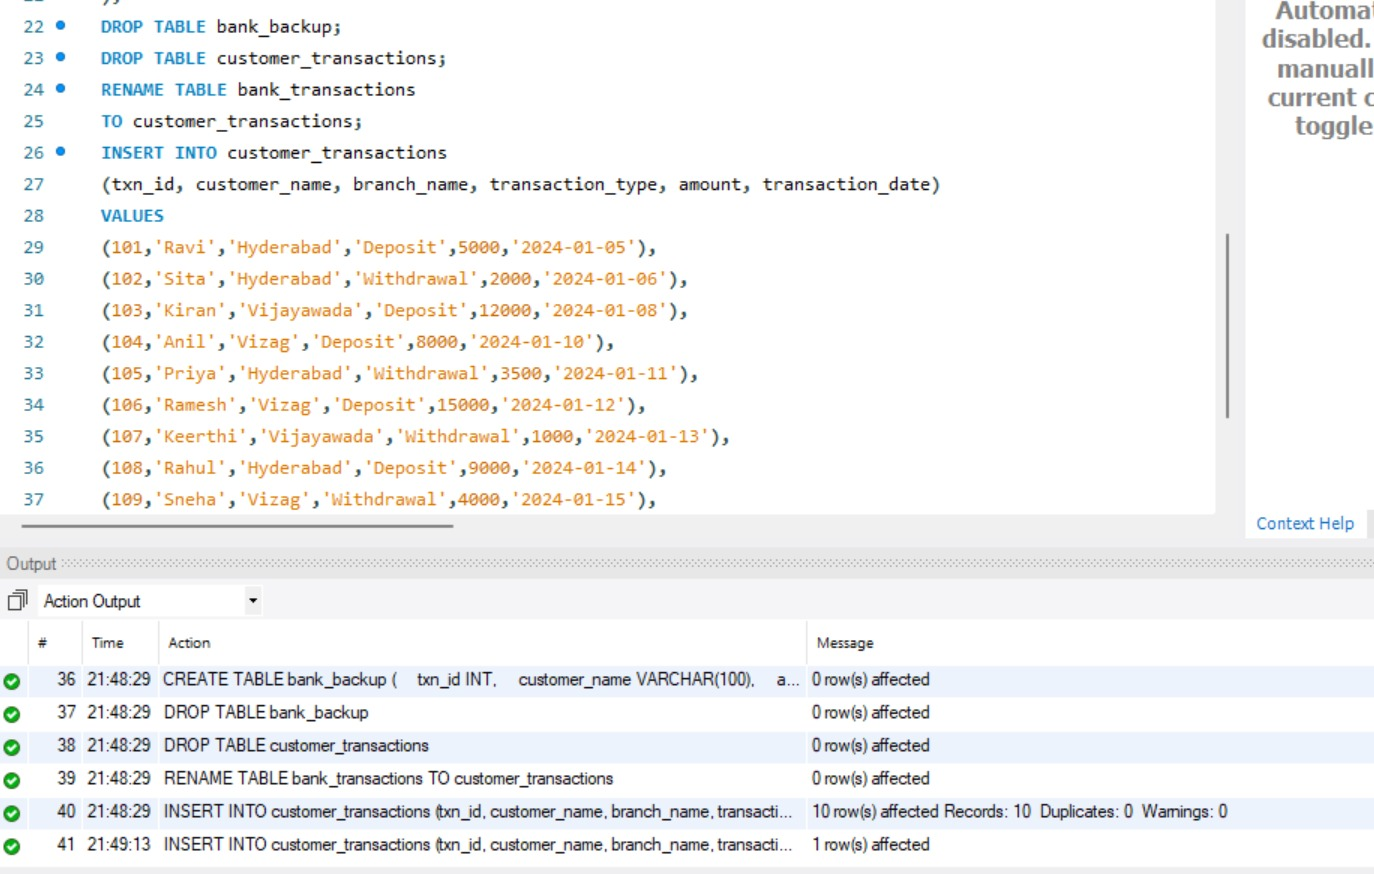 22 DROP TABLE bank_backup;
23 DROP TABLE customer_transactions;
24 RENAME TABLE bank_transactions
25 TO customer_transactions;
26 INSERT INTO customer_transactions
27 (txn_id, customer_name, branch_name, transaction_type, amount, transaction_date)
28 VALUES
29 (101,'Ravi','Hyderabad','Deposit',5000,'2024-01-05'),
30 (102,'Sita','Hyderabad','Withdrawal',2000,'2024-01-06'),
31 (103,'Kiran','Vijayawada','Deposit',12000,'2024-01-08'),
32 (104,'Anil','Vizag','Deposit',8000,'2024-01-10'),
33 (105,'Priya','Hyderabad','Withdrawal',3500,'2024-01-11'),
34 (106,'Ramesh','Vizag','Deposit',15000,'2024-01-12'),
35 (107,'Keerthi','Vijayawada','Withdrawal',1000,'2024-01-13'),
36 (108,'Rahul','Hyderabad','Deposit',9000,'2024-01-14'),
37 (109,'Sneha','Vizag','Withdrawal',4000,'2024-01-15'),
Automat
disabled.
manuall
current c
toggle
Context Help
Output
Action Output
# Time Action Message
36 21:48:29 CREATE TABLE bank_backup ( txn_id INT, customer_name VARCHAR(100), a... 0 row(s) affected
37 21:48:29 DROP TABLE bank_backup 0 row(s) affected
38 21:48:29 DROP TABLE customer_transactions 0 row(s) affected
39 21:48:29 RENAME TABLE bank_transactions TO customer_transactions 0 row(s) affected
40 21:48:29 INSERT INTO customer_transactions (txn_id, customer_name, branch_name, transacti... 10 row(s) affected Records: 10 Duplicates: 0 Warnings: 0
41 21:49:13 INSERT INTO customer_transactions (txn_id, customer_name, branch_name, transacti... 1 row(s) affected